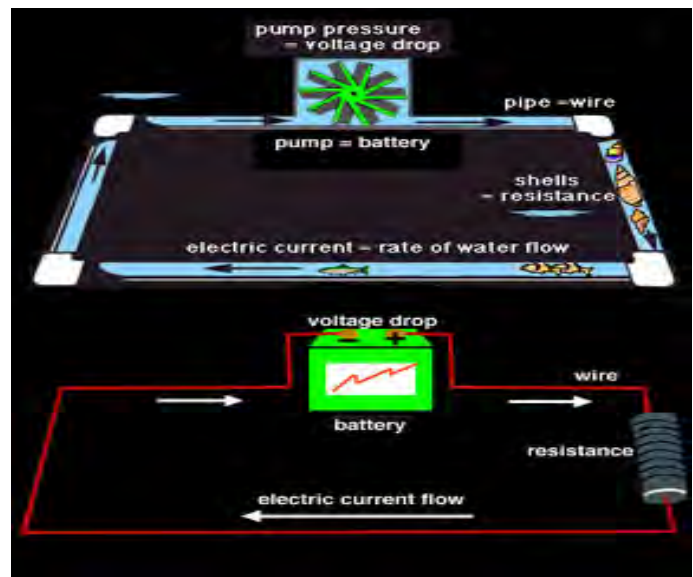 pump pressure
= voltage drop
pipe =wire
pump = battery
shells
- resistance
electric current – rate of water flow
voltage drop
- +
wire
battery
resistance
electric current flow